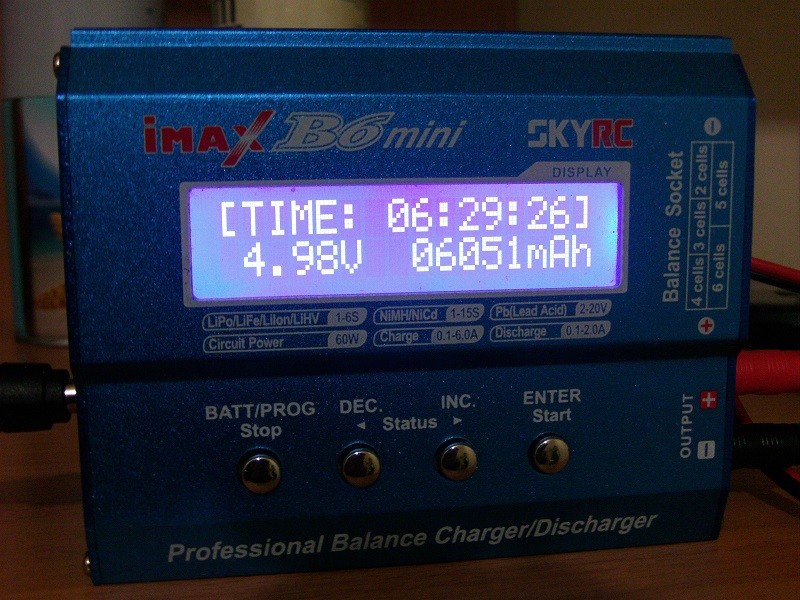 iMAX B6 mini SKYRC
DISPLAY
[TIME: 06:29:26]
4.98V 06051mAh
LiPo/LiFe/LiIon/LiHV 1-6S NiMH/NiCd 1-15S Pb(Lead Acid) 2-20V
Circuit Power 60W Charge 0.1-6.0A Discharge 0.1-2.0A
Balance Socket
4 cells 3 cells 2 cells
6 cells 5 cells
BATT/PROG DEC. INC. ENTER
Stop ◄ Status ► Start
OUTPUT
Professional Balance Charger/Discharger